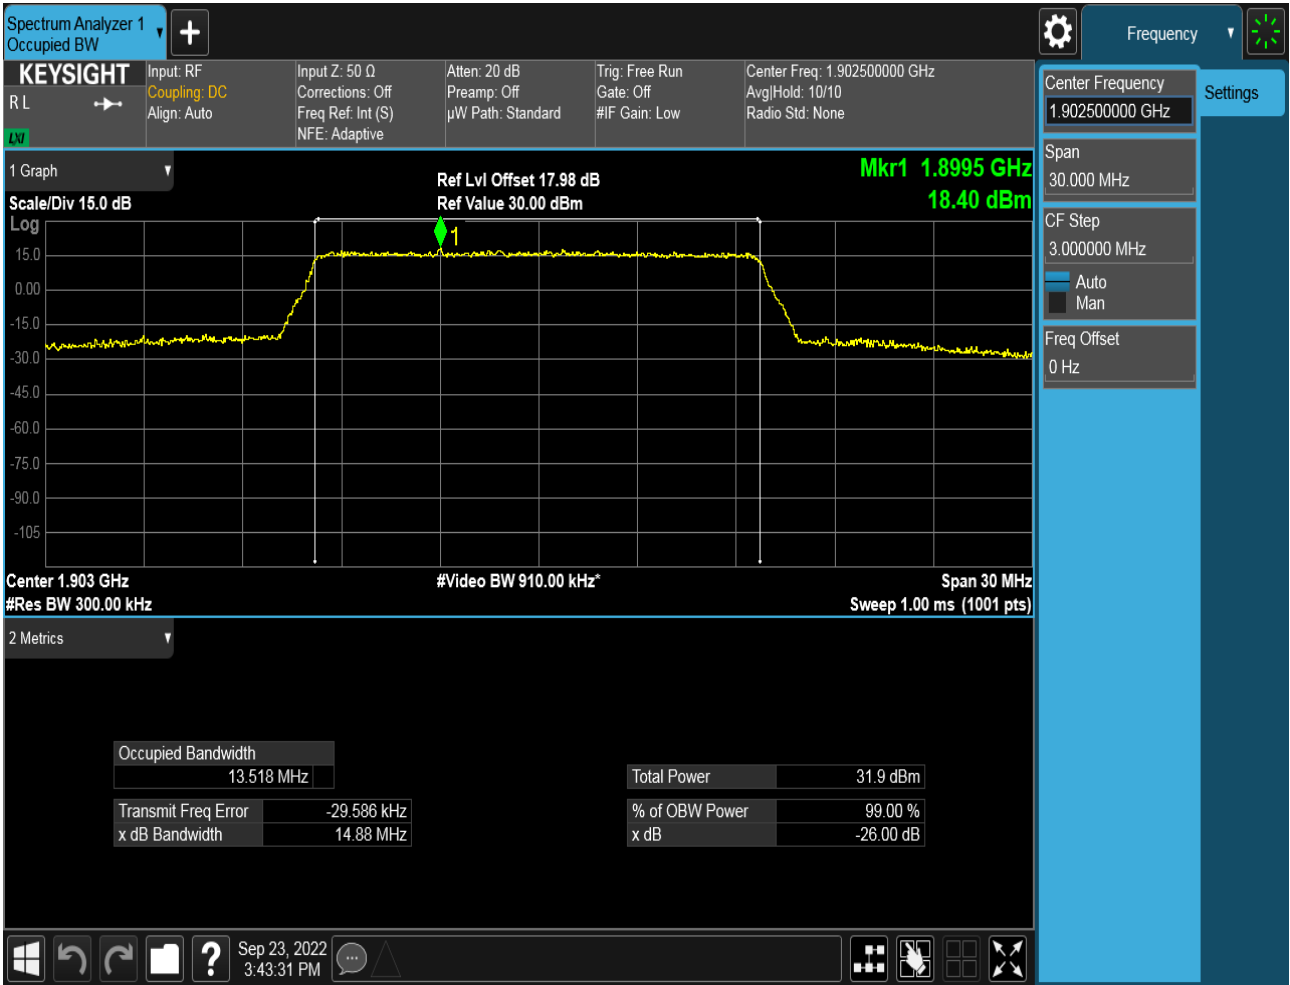 Spectrum Analyzer 1
Occupied BW
Frequency
KEYSIGHT
R L
LXI
Input: RF
Coupling: DC
Align: Auto
Input Z: 50 Ω
Corrections: Off
Freq Ref: Int (S)
NFE: Adaptive
Atten: 20 dB
Preamp: Off
µW Path: Standard
Trig: Free Run
Gate: Off
#IF Gain: Low
Center Freq: 1.902500000 GHz
Avg|Hold: 10/10
Radio Std: None
Center Frequency
1.902500000 GHz
Settings
Span
30.000 MHz
CF Step
3.000000 MHz
Auto
Man
Freq Offset
0 Hz
1 Graph
Scale/Div 15.0 dB
Log
Ref Lvl Offset 17.98 dB
Ref Value 30.00 dBm
Mkr1 1.8995 GHz
18.40 dBm
1
15.0
0.00
-15.0
-30.0
-45.0
-60.0
-75.0
-90.0
-105
Center 1.903 GHz
#Video BW 910.00 kHz*
Span 30 MHz
#Res BW 300.00 kHz
Sweep 1.00 ms (1001 pts)
2 Metrics
Occupied Bandwidth
13.518 MHz
Total Power 31.9 dBm
Transmit Freq Error -29.586 kHz
% of OBW Power 99.00 %
x dB Bandwidth 14.88 MHz
x dB -26.00 dB
?
Sep 23, 2022
3:43:31 PM